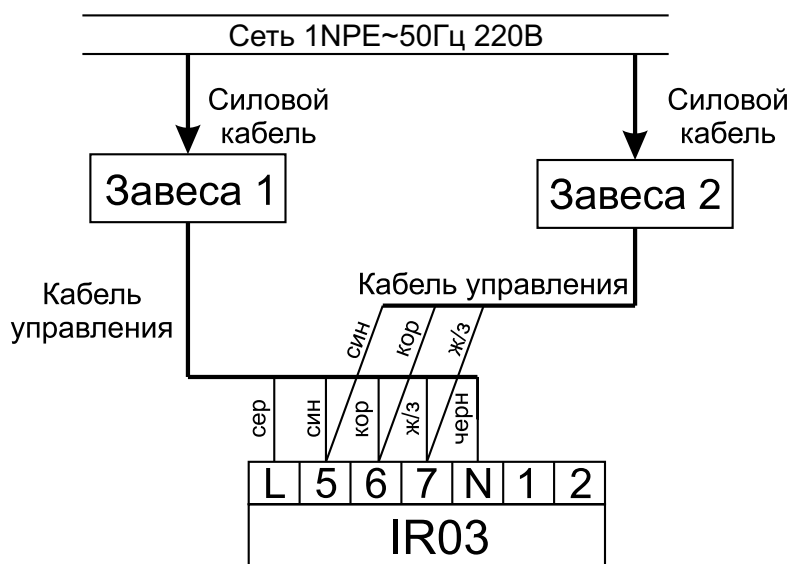 Сеть 1NPE~50Гц 220В
Силовой
кабель
Силовой
кабель
Завеса 1
Завеса 2
Кабель
управления
Кабель управления
син
кор
ж/з
сер
син
кор
ж/з
черн
L 5 6 7 N 1 2
IR03